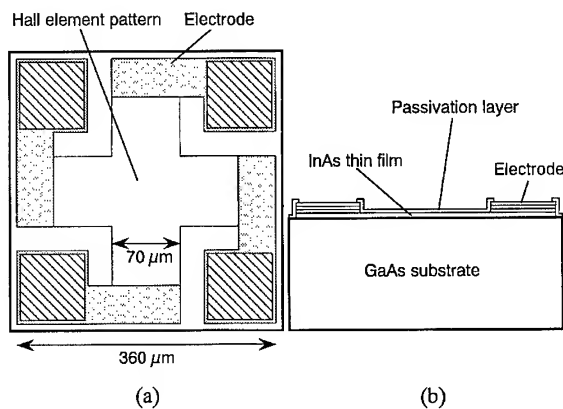 Hall element pattern
Electrode
70 μm
360 μm
(a)
Passivation layer
InAs thin film
Electrode
GaAs substrate
(b)